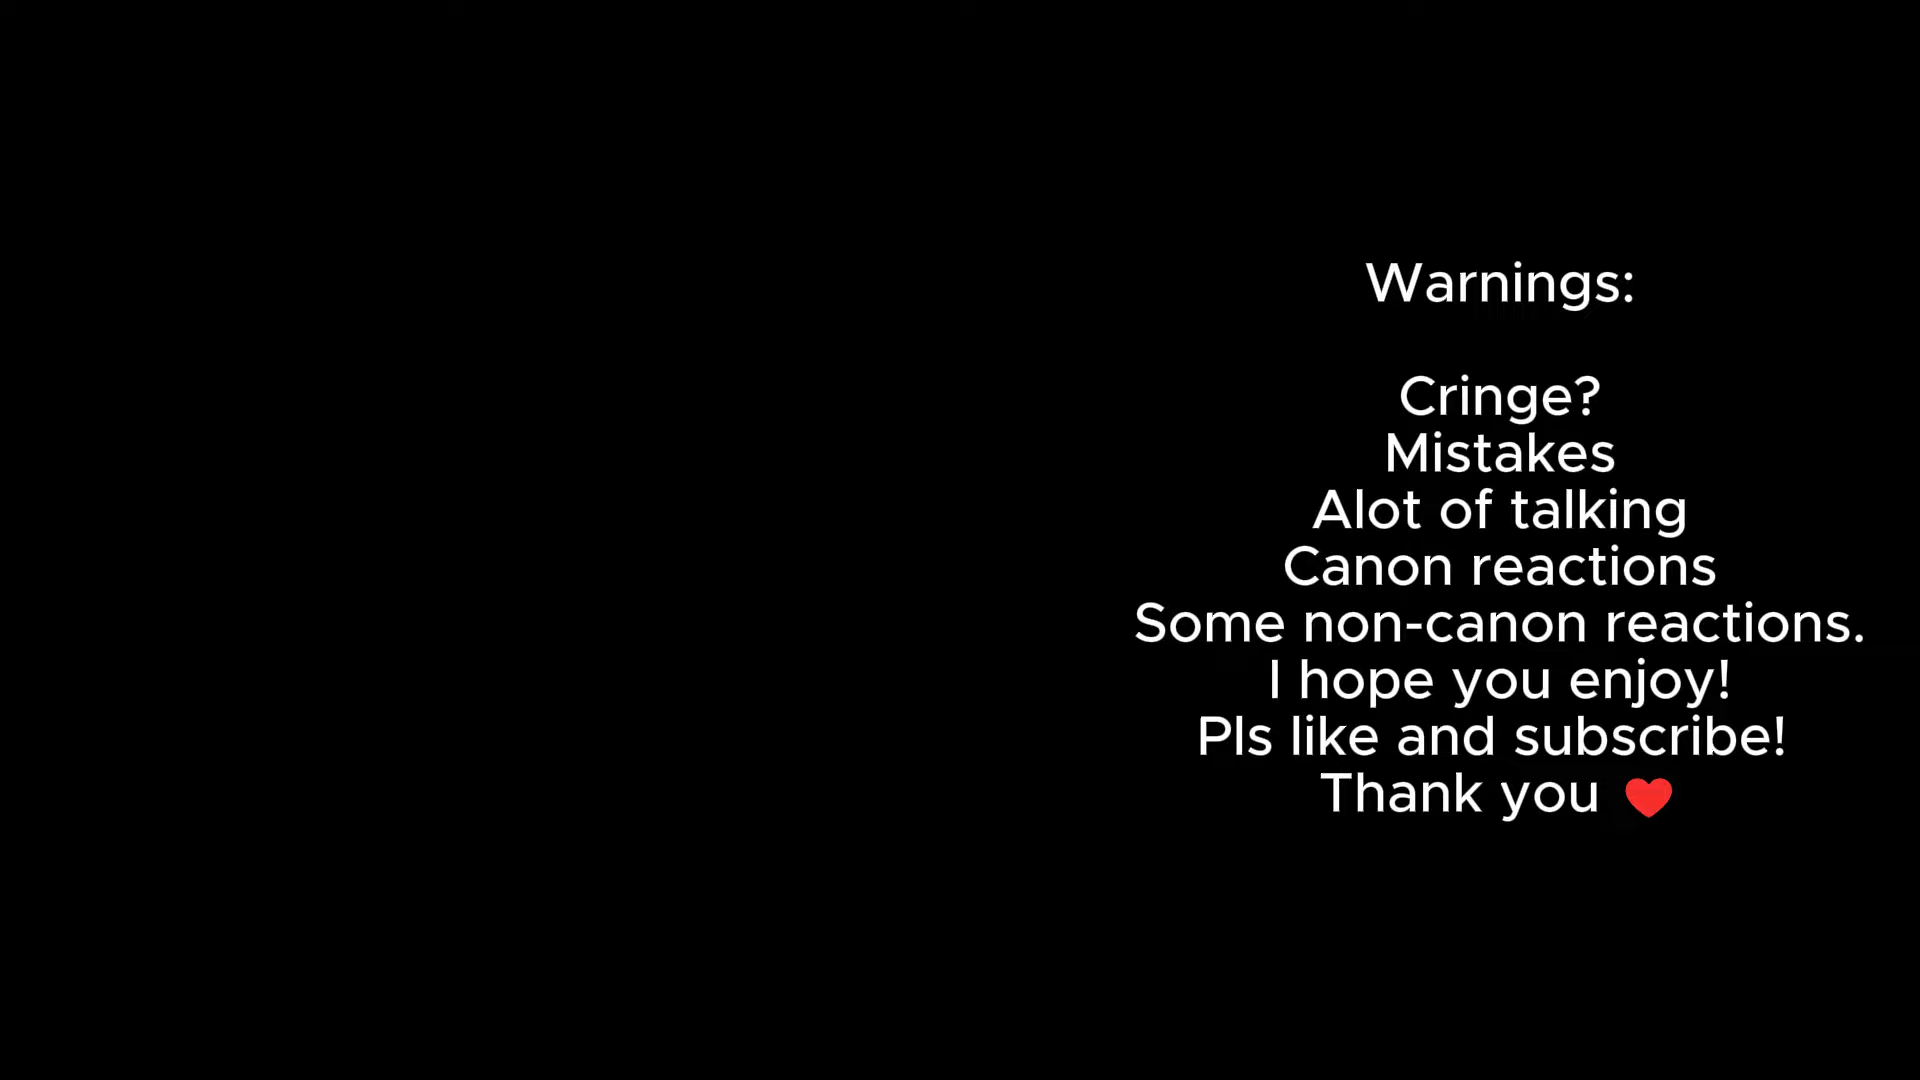 Warnings:
Cringe?
Mistakes
Alot of talking
Canon reactions
Some non-canon reactions.
I hope you enjoy!
Pls like and subscribe!
Thank you ❤️